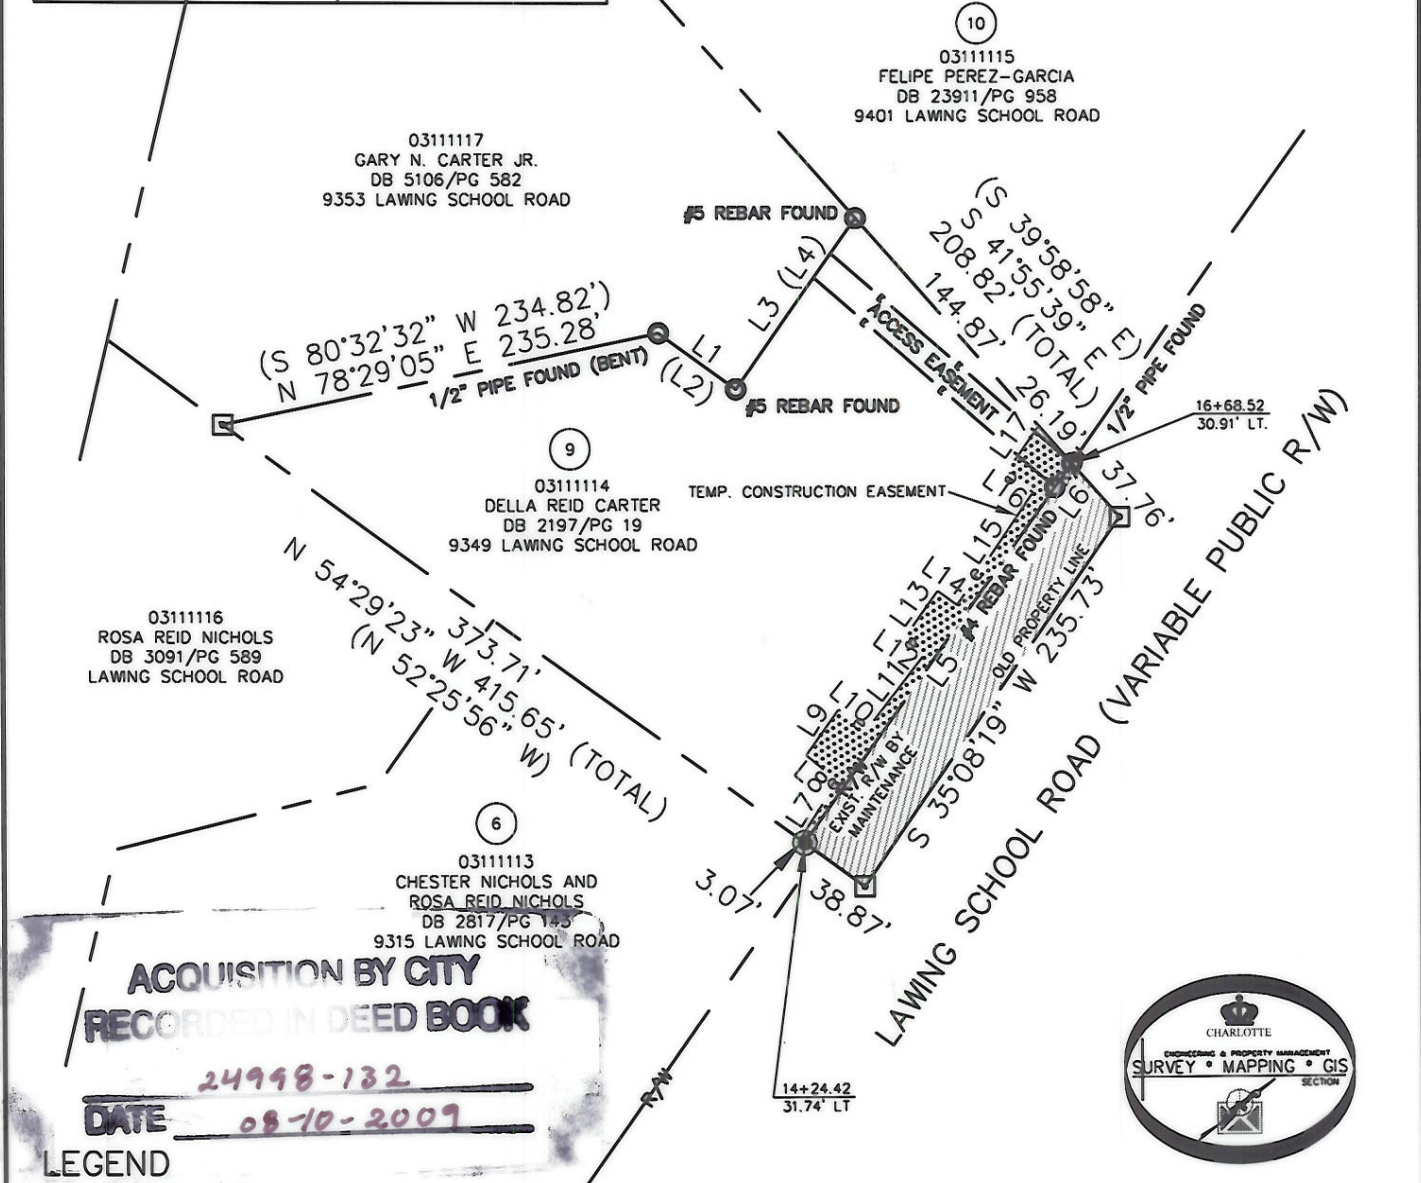 10
03111115
FELIPE PEREZ-GARCIA
DB 23911/PG 958
9401 LAWING SCHOOL ROAD
03111117
GARY N. CARTER JR.
DB 5106/PG 582
9353 LAWING SCHOOL ROAD
#5 REBAR FOUND
(S 39°58'58" E)
S 41°55'39" E
208.82' (TOTAL)
144.87'
26.19'
L3 (L4)
ACCESS EASEMENT
1/2" PIPE FOUND
(S 80°32'32" W 234.82')
N 78°29'05" E 235.28'
1/2" PIPE FOUND (BENT)
L1
(L2)
#5 REBAR FOUND
16+68.52
30.91' LT.
37.76'
9
03111114
DELLA REID CARTER
DB 2197/PG 19
9349 LAWING SCHOOL ROAD
TEMP. CONSTRUCTION EASEMENT
L17
L16
L6
L15
L14
L13
L12
L11
L10
L9
L8
L7
L5
#4 REBAR FOUND
OLD PROPERTY LINE
S 35°08'19" W 235.73'
EXIST. R/W BY
MAINTENANCE
R/W
LAWING SCHOOL ROAD (VARIABLE PUBLIC R/W)
N 54°29'23" W 415.65' (TOTAL)
373.71'
(N 52°25'56" W)
03111116
ROSA REID NICHOLS
DB 3091/PG 589
LAWING SCHOOL ROAD
6
03111113
CHESTER NICHOLS AND
ROSA REID NICHOLS
DB 2817/PG 143
9315 LAWING SCHOOL ROAD
3.07'
38.87'
14+24.42
31.74' LT
R/W
ACQUISITION BY CITY
RECORDED IN DEED BOOK
24998-132
DATE 08-10-2009
LEGEND
CHARLOTTE
ENGINEERING & PROPERTY MANAGEMENT
SURVEY * MAPPING * GIS
SECTION